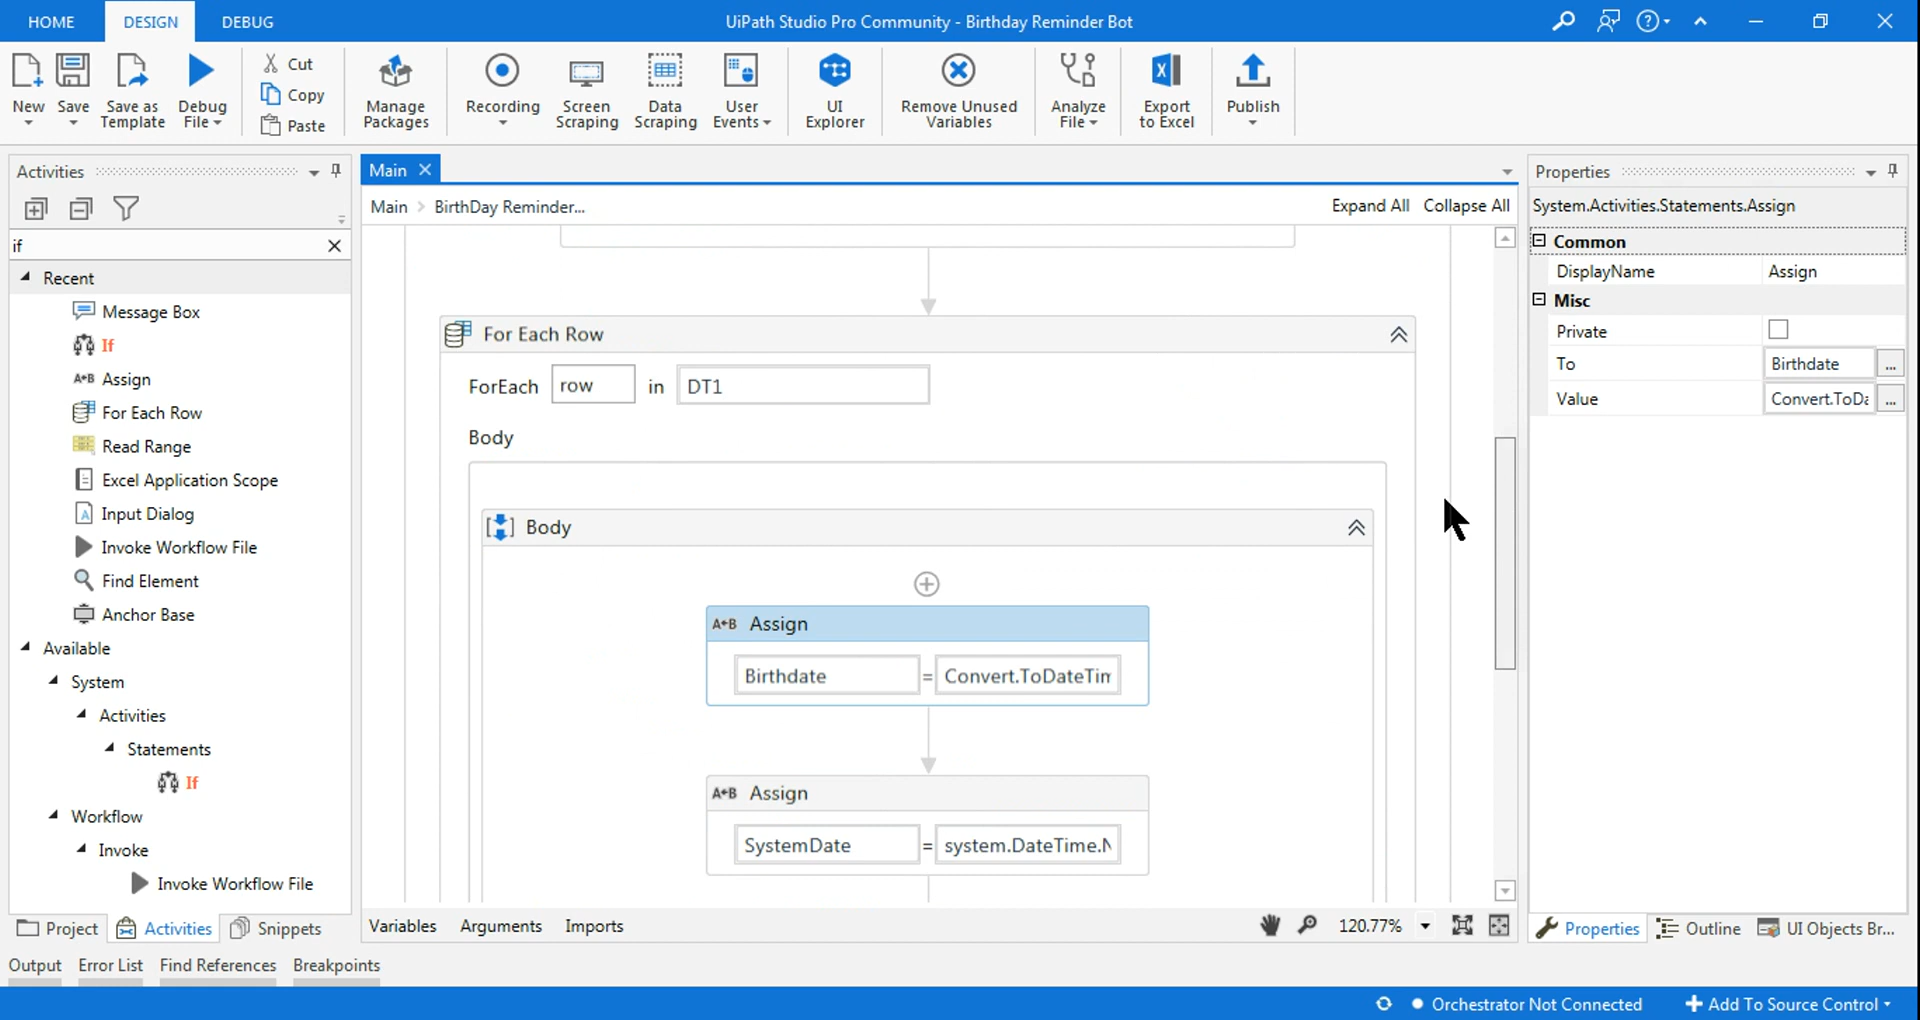 HOME DESIGN DEBUG UiPath Studio Pro Community - Birthday Reminder Bot
New Save Save as Template Debug File
Cut
Copy
Paste
Manage Packages
Recording
Screen Scraping
Data Scraping
User Events
UI Explorer
Remove Unused Variables
Analyze File
Export to Excel
Publish
Activities
if
Recent
Message Box
If
A+B Assign
For Each Row
Read Range
Excel Application Scope
Input Dialog
Invoke Workflow File
Find Element
Anchor Base
Available
System
Activities
Statements
If
Workflow
Invoke
Invoke Workflow File
Project Activities Snippets
Main
Main > BirthDay Reminder... Expand All Collapse All
For Each Row
ForEach row in DT1
Body
Body
A+B Assign
Birthdate = Convert.ToDateTim
A+B Assign
SystemDate = system.DateTime.N
Variables Arguments Imports 120.77%
Properties
System.Activities.Statements.Assign
Common
DisplayName Assign
Misc
Private
To Birthdate ...
Value Convert.ToDa ...
Properties Outline UI Objects Br...
Output Error List Find References Breakpoints
Orchestrator Not Connected Add To Source Control